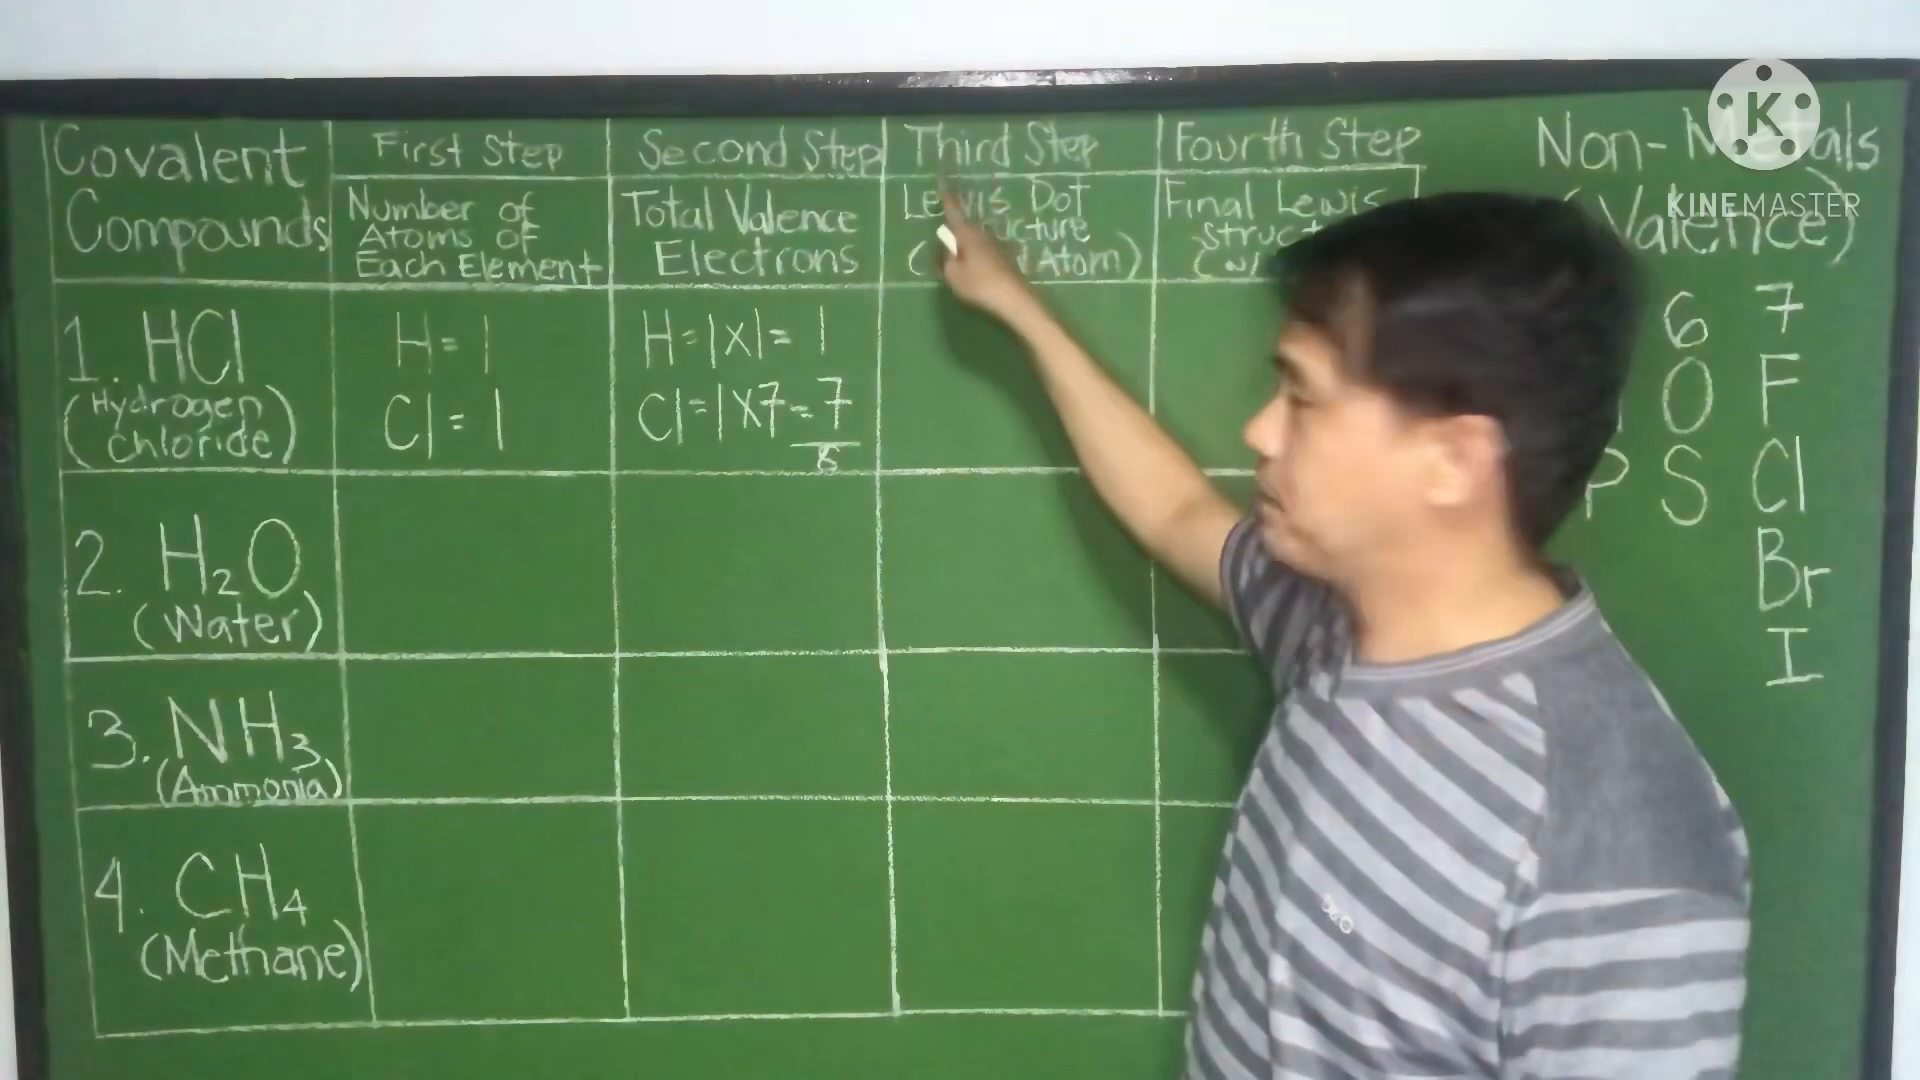 Covalent
Compounds
First Step
Number of
Atoms of
Each Element
Second Step
Total Valence
Electrons
Third Step
Lewis Dot
Atom)
Fourth Step
Final Lewis
1. HCl
(Hydrogen
chloride)
H = 1
Cl = 1
H = 1 x 1 = 1
Cl = 1 x 7 = 7
8
2. H₂O
(Water)
3. NH₃
(Ammonia)
4. CH₄
(Methane)
Non-Metals
(Valence)
6 7
O F
P S Cl
Br
I
K
KINEMASTER